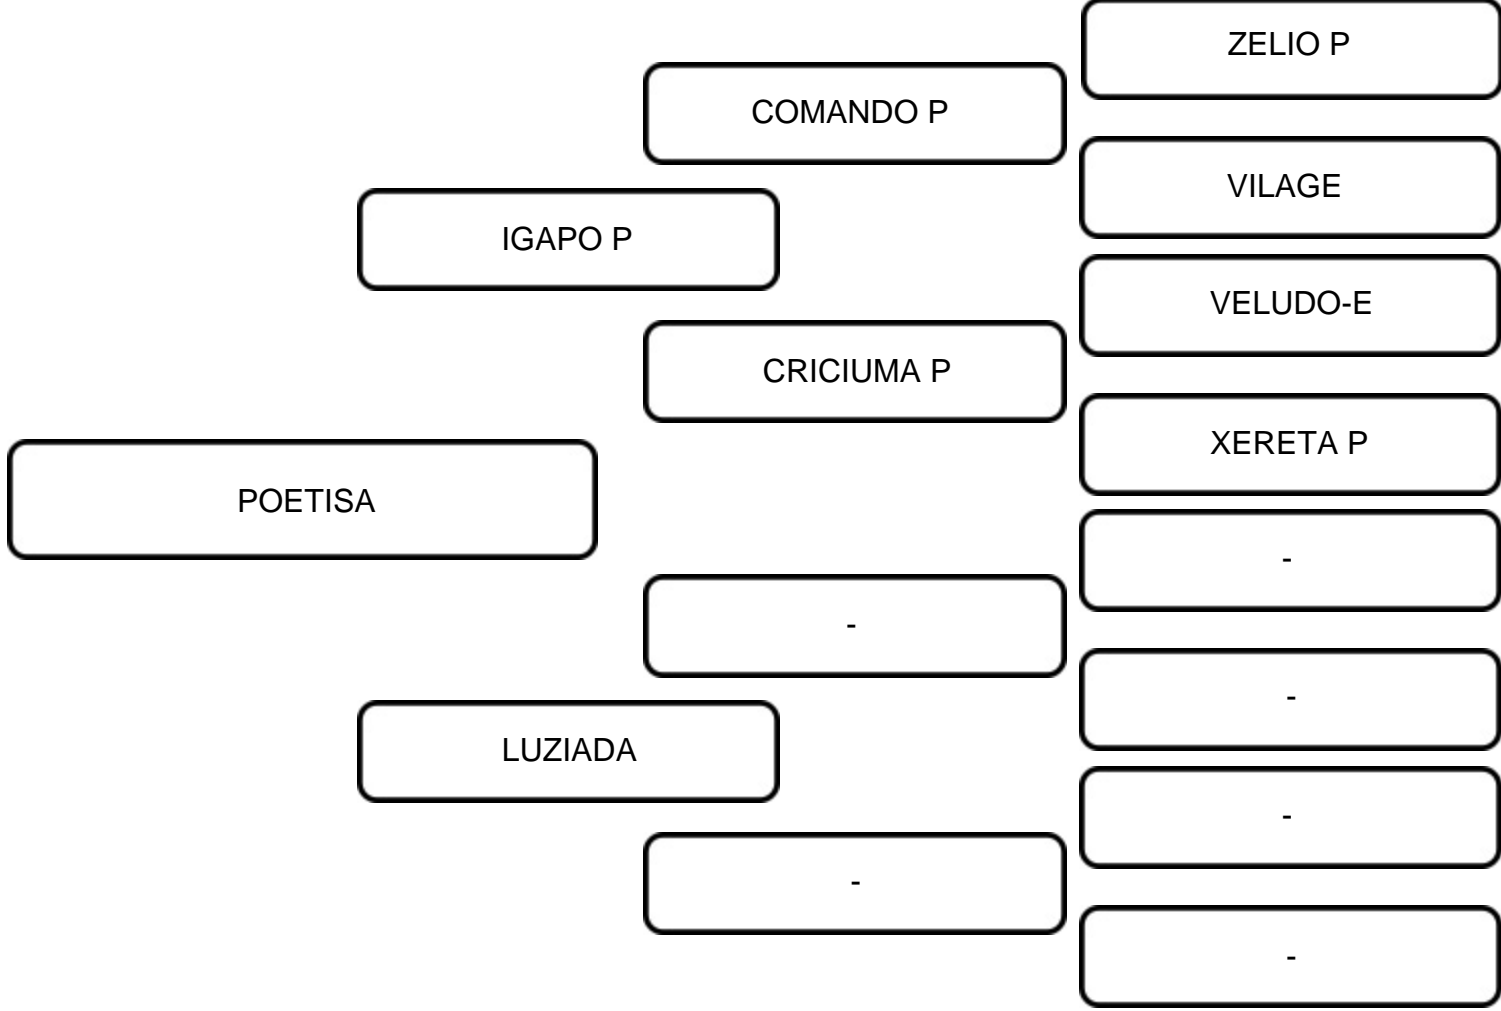 ZELIO P
COMANDO P
VILAGE
IGAPO P
VELUDO-E
CRICIUMA P
XERETA P
POETISA
-
-
-
LUZIADA
-
-
-